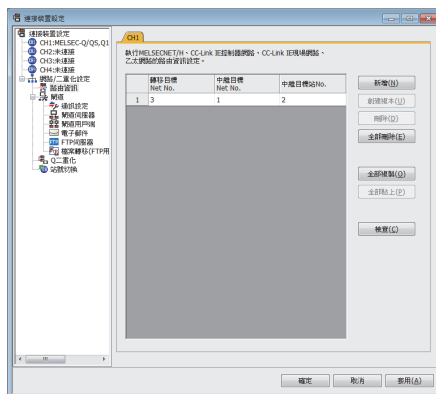 連接裝置設定
連接裝置設定
CH1:MELSEC-Q/QS,Q1
CH2:未連接
CH3:未連接
CH4:未連接
網路/二重化設定
路由資訊
閘道
通訊設定
閘道伺服器
閘道用戶端
電子郵件
FTP伺服器
檔案轉移(FTP用
Q二重化
站號切換
CH1
執行MELSECNET/H、CC-Link IE控制器網路、CC-Link IE現場網路、
乙太網路的路由資訊設定。
轉移目標 Net No.
中繼目標 Net No.
中繼目標站No.
1 3 1 2
新增(N)
創建複本(U)
刪除(D)
全部刪除(E)
全部複製(O)
全部貼上(P)
檢查(C)
確定
取消
套用(A)